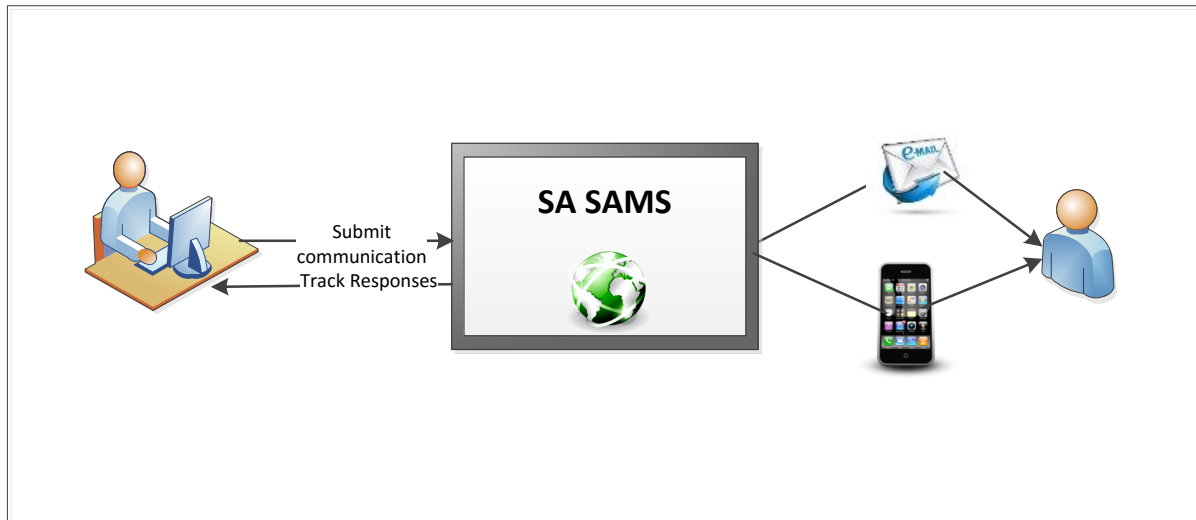 SA SAMS
Submit
communication
Track Responses
e-MAIL